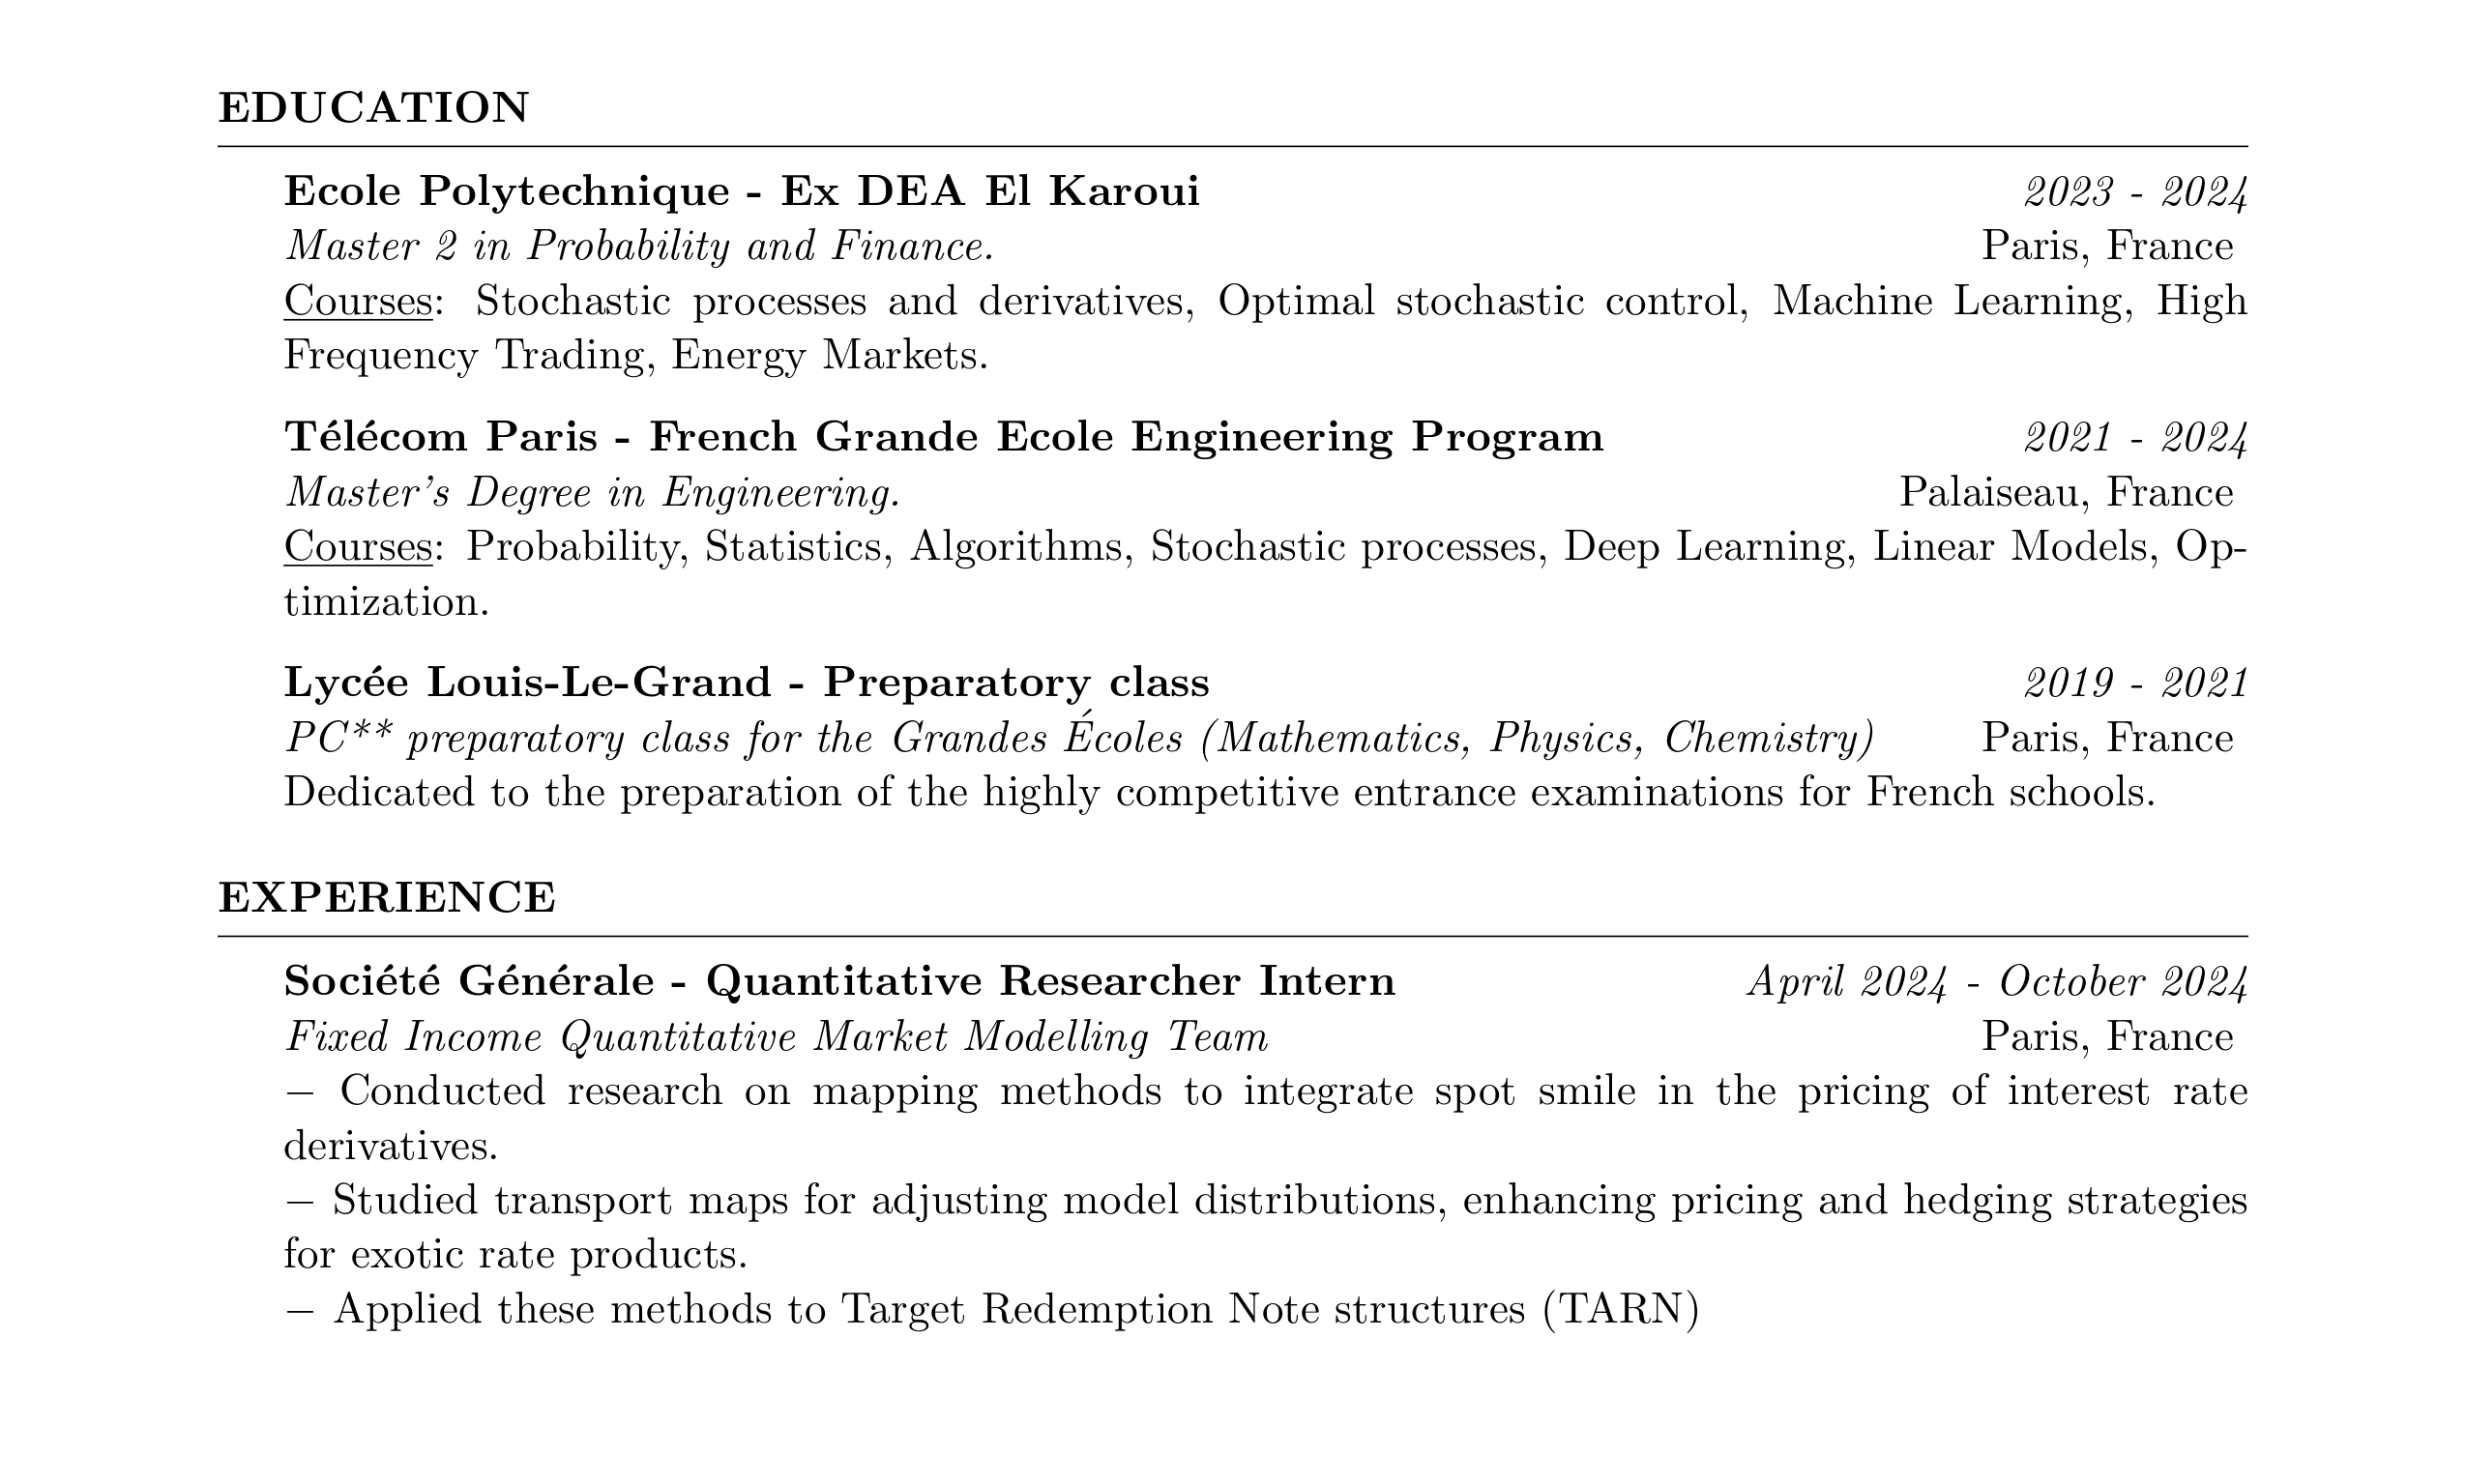 EDUCATION
Ecole Polytechnique - Ex DEA El Karoui 2023 - 2024
Master 2 in Probability and Finance. Paris, France
Courses: Stochastic processes and derivatives, Optimal stochastic control, Machine Learning, High
Frequency Trading, Energy Markets.
Télécom Paris - French Grande Ecole Engineering Program 2021 - 2024
Master's Degree in Engineering. Palaiseau, France
Courses: Probability, Statistics, Algorithms, Stochastic processes, Deep Learning, Linear Models, Op-
timization.
Lycée Louis-Le-Grand - Preparatory class 2019 - 2021
PC** preparatory class for the Grandes Écoles (Mathematics, Physics, Chemistry) Paris, France
Dedicated to the preparation of the highly competitive entrance examinations for French schools.
EXPERIENCE
Société Générale - Quantitative Researcher Intern April 2024 - October 2024
Fixed Income Quantitative Market Modelling Team Paris, France
– Conducted research on mapping methods to integrate spot smile in the pricing of interest rate
derivatives.
– Studied transport maps for adjusting model distributions, enhancing pricing and hedging strategies
for exotic rate products.
– Applied these methods to Target Redemption Note structures (TARN)